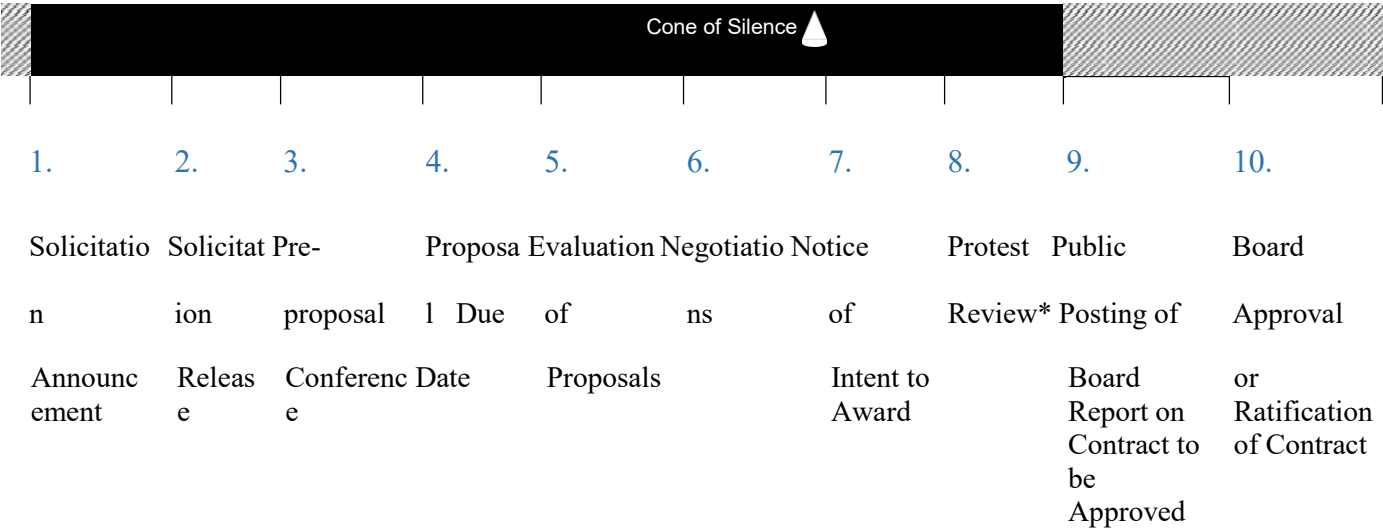 Cone of Silence
1. 2. 3. 4. 5. 6. 7. 8. 9. 10.
Solicitatio Solicitat Pre- Proposa Evaluation Negotiatio Notice Protest Public Board
n ion proposal l Due of ns of Review* Posting of Approval
Announc Releas Conferenc Date Proposals Intent to Board or
ement e e Award Report on Ratification
Contract to of Contract
be
Approved